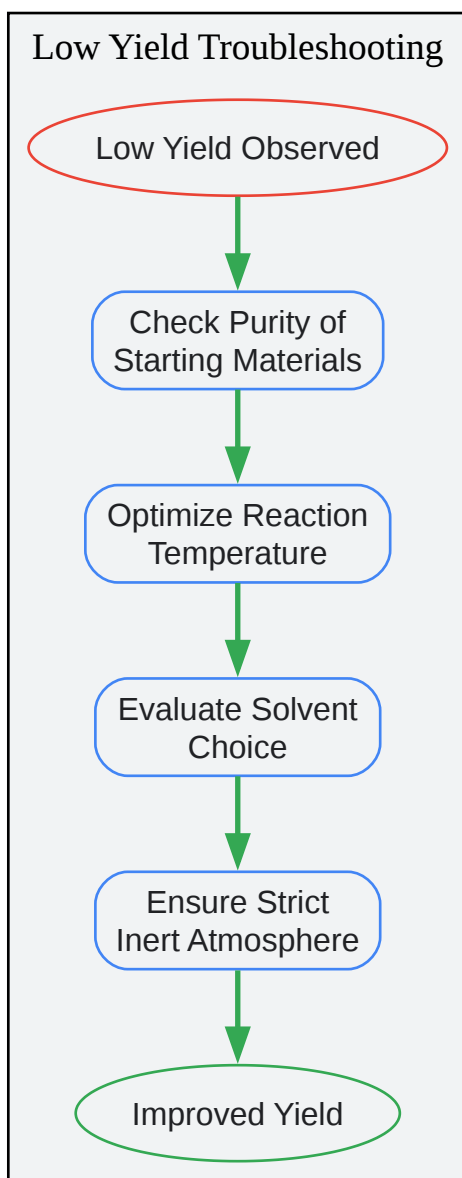 Low Yield Troubleshooting
Low Yield Observed
Check Purity of
Starting Materials
Optimize Reaction
Temperature
Evaluate Solvent
Choice
Ensure Strict
Inert Atmosphere
Improved Yield